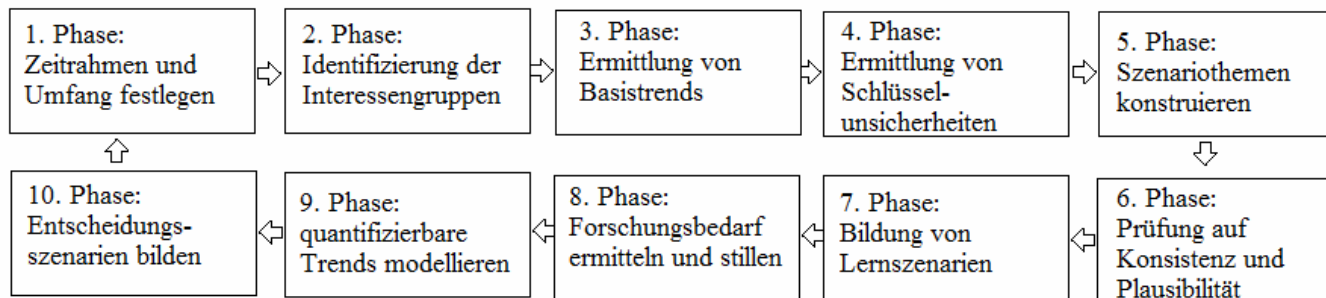 1. Phase:
Zeitrahmen und
Umfang festlegen
2. Phase:
Identifizierung der
Interessengruppen
3. Phase:
Ermittlung von
Basistrends
4. Phase:
Ermittlung von
Schlüssel-
unsicherheiten
5. Phase:
Szenariothemen
konstruieren
6. Phase:
Prüfung auf
Konsistenz und
Plausibilität
7. Phase:
Bildung von
Lernszenarien
8. Phase:
Forschungsbedarf
ermitteln und stillen
9. Phase:
quantifizierbare
Trends modellieren
10. Phase:
Entscheidungs-
szenarien bilden